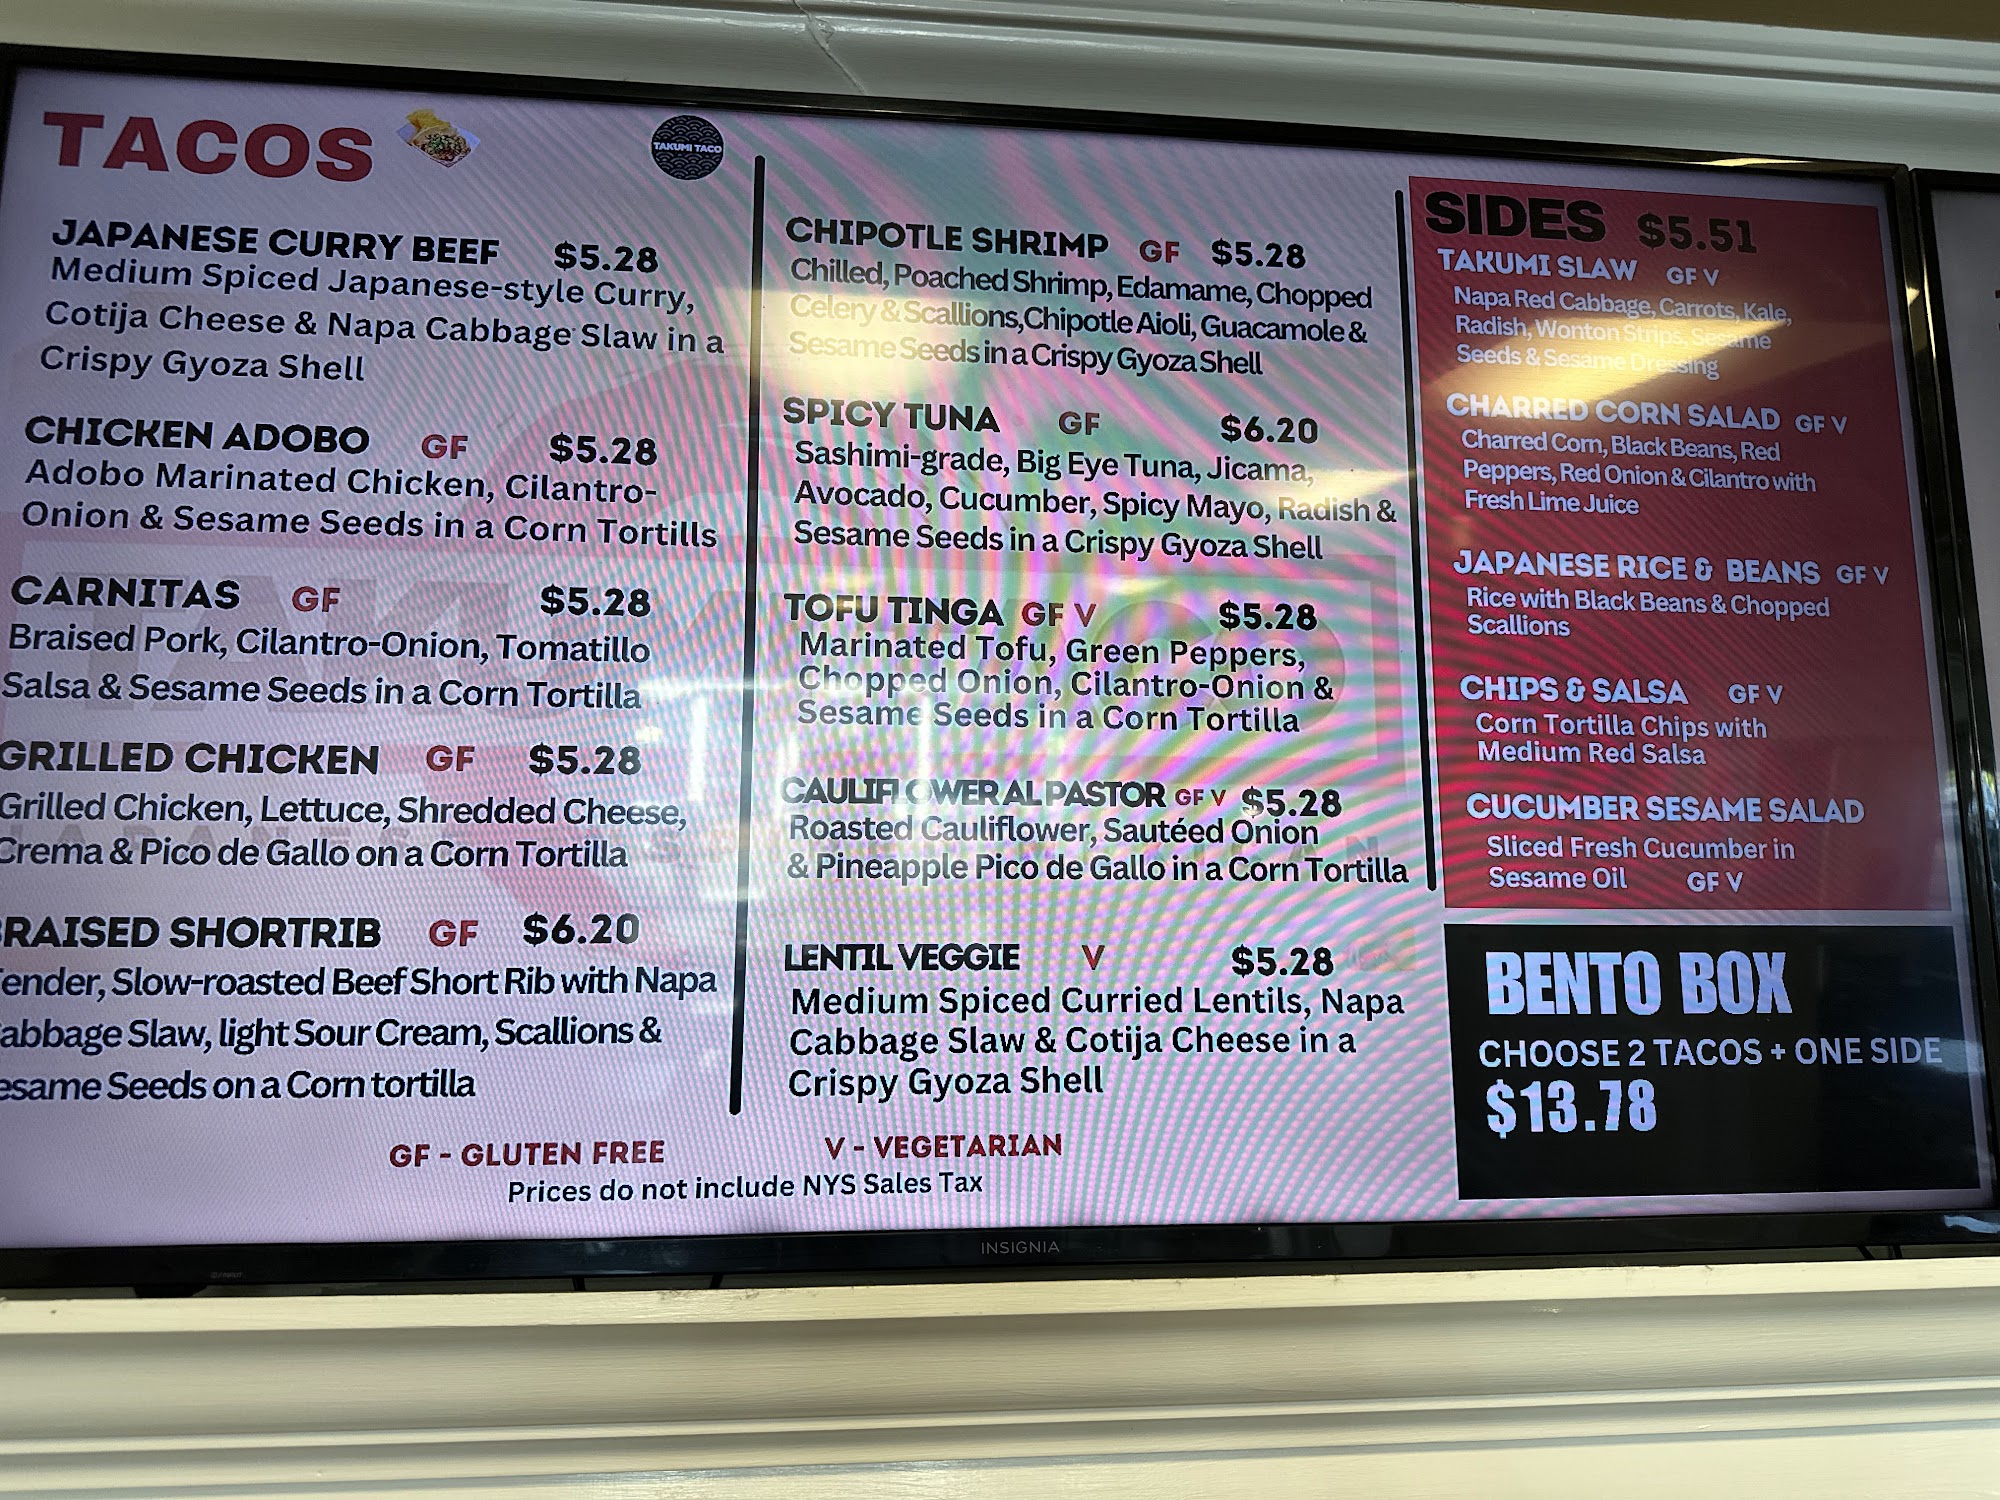 TACOS
TAKUMI TACO
JAPANESE CURRY BEEF $5.28
Medium Spiced Japanese-style Curry,
Cotija Cheese & Napa Cabbage Slaw in a
Crispy Gyoza Shell
CHICKEN ADOBO GF $5.28
Adobo Marinated Chicken, Cilantro-
Onion & Sesame Seeds in a Corn Tortills
CARNITAS GF $5.28
Braised Pork, Cilantro-Onion, Tomatillo
Salsa & Sesame Seeds in a Corn Tortilla
GRILLED CHICKEN GF $5.28
Grilled Chicken, Lettuce, Shredded Cheese,
Crema & Pico de Gallo on a Corn Tortilla
RAISED SHORTRIB GF $6.20
ender, Slow-roasted Beef Short Rib with Napa
abbage Slaw, light Sour Cream, Scallions &
esame Seeds on a Corn tortilla
CHIPOTLE SHRIMP GF $5.28
Chilled, Poached Shrimp, Edamame, Chopped
Celery & Scallions, Chipotle Aioli, Guacamole &
Sesame Seeds in a Crispy Gyoza Shell
SPICY TUNA GF $6.20
Sashimi-grade, Big Eye Tuna, Jicama,
Avocado, Cucumber, Spicy Mayo, Radish &
Sesame Seeds in a Crispy Gyoza Shell
TOFU TINGA GF V $5.28
Marinated Tofu, Green Peppers,
Chopped Onion, Cilantro-Onion &
Sesame Seeds in a Corn Tortilla
CAULIFLOWER AL PASTOR GF V $5.28
Roasted Cauliflower, Sautéed Onion
& Pineapple Pico de Gallo in a Corn Tortilla
LENTIL VEGGIE V $5.28
Medium Spiced Curried Lentils, Napa
Cabbage Slaw & Cotija Cheese in a
Crispy Gyoza Shell
GF - GLUTEN FREE V - VEGETARIAN
Prices do not include NYS Sales Tax
SIDES $5.51
TAKUMI SLAW GF V
Napa Red Cabbage, Carrots, Kale,
Radish, Wonton Strips, Sesame
Seeds & Sesame Dressing
CHARRED CORN SALAD GF V
Charred Corn, Black Beans, Red
Peppers, Red Onion & Cilantro with
Fresh Lime Juice
JAPANESE RICE & BEANS GF V
Rice with Black Beans & Chopped
Scallions
CHIPS & SALSA GF V
Corn Tortilla Chips with
Medium Red Salsa
CUCUMBER SESAME SALAD
Sliced Fresh Cucumber in
Sesame Oil GF V
BENTO BOX
CHOOSE 2 TACOS + ONE SIDE
$13.78
INSIGNIA